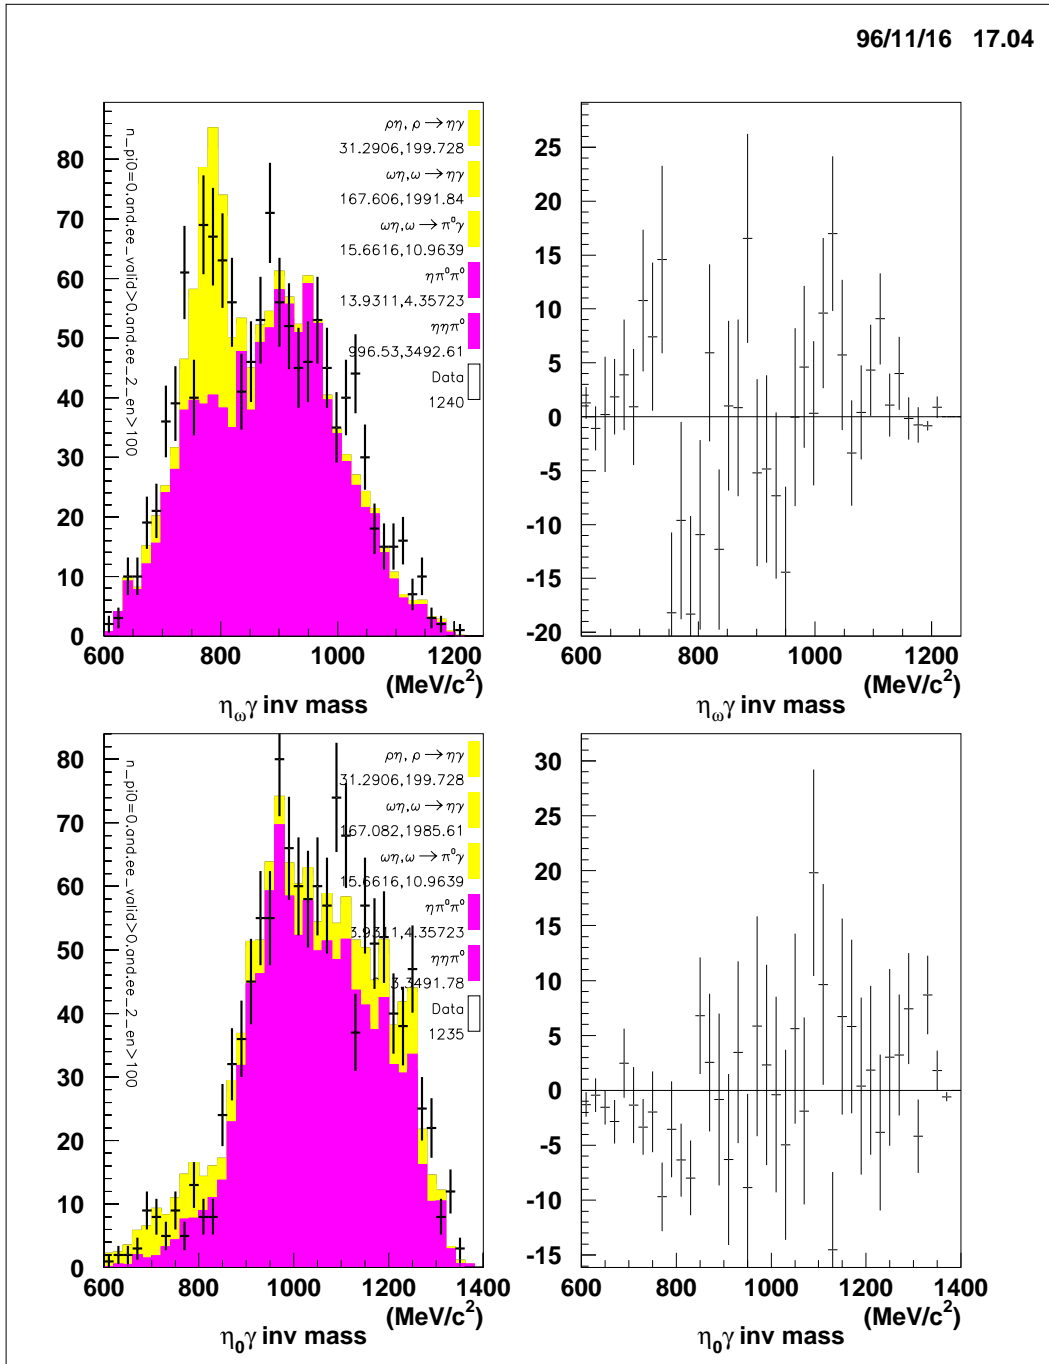 96/11/16 17.04
n_pi0=0.and.ee_valid>0.and.ee_2_en>100
ρη, ρ → ηγ
31.2906,199.728
ωη,ω → ηγ
167.606,1991.84
ωη,ω → π⁰γ
15.6616,10.9639
ηπ⁰π⁰
13.9311,4.35723
ηηπ⁰
996.53,3492.61
Data
1240
80
70
60
50
40
30
20
10
0
600 800 1000 1200
(MeV/c²)
η_ωγ inv mass
25
20
15
10
5
0
-5
-10
-15
-20
600 800 1000 1200
(MeV/c²)
η_ωγ inv mass
n_pi0=0.and.ee_valid>0.and.ee_2_en>100
ρη, ρ → ηγ
31.2906,199.728
ωη,ω → ηγ
167.082,1985.61
ωη,ω → π⁰γ
15.6616,10.9639
ηπ⁰π⁰
3.9311,4.35723
ηηπ⁰
3,3491.78
Data
1235
80
70
60
50
40
30
20
10
0
600 800 1000 1200 1400
(MeV/c²)
η₀γ inv mass
30
25
20
15
10
5
0
-5
-10
-15
600 800 1000 1200 1400
(MeV/c²)
η₀γ inv mass